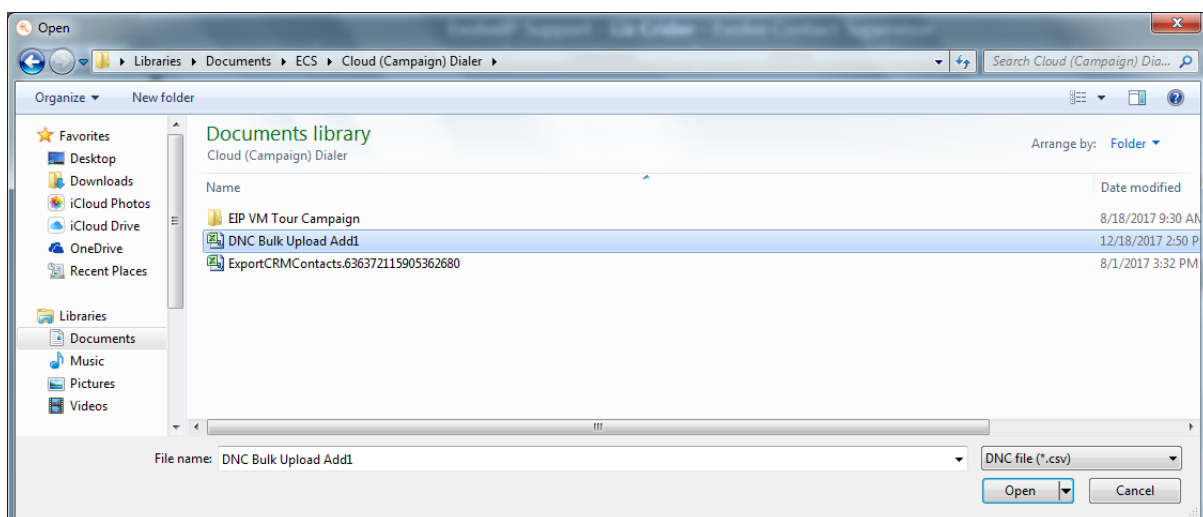 Open
Libraries Documents ECS Cloud (Campaign) Dialer Search Cloud (Campaign) Dia...
Organize New folder
Favorites
Desktop
Downloads
iCloud Photos
iCloud Drive
OneDrive
Recent Places
Libraries
Documents
Music
Pictures
Videos
Documents library
Cloud (Campaign) Dialer
Arrange by: Folder
Name Date modified
EIP VM Tour Campaign 8/18/2017 9:30 AM
DNC Bulk Upload Add1 12/18/2017 2:50 P
ExportCRMContacts.636372115905362680 8/1/2017 3:32 PM
File name: DNC Bulk Upload Add1 DNC file (*.csv)
Open Cancel